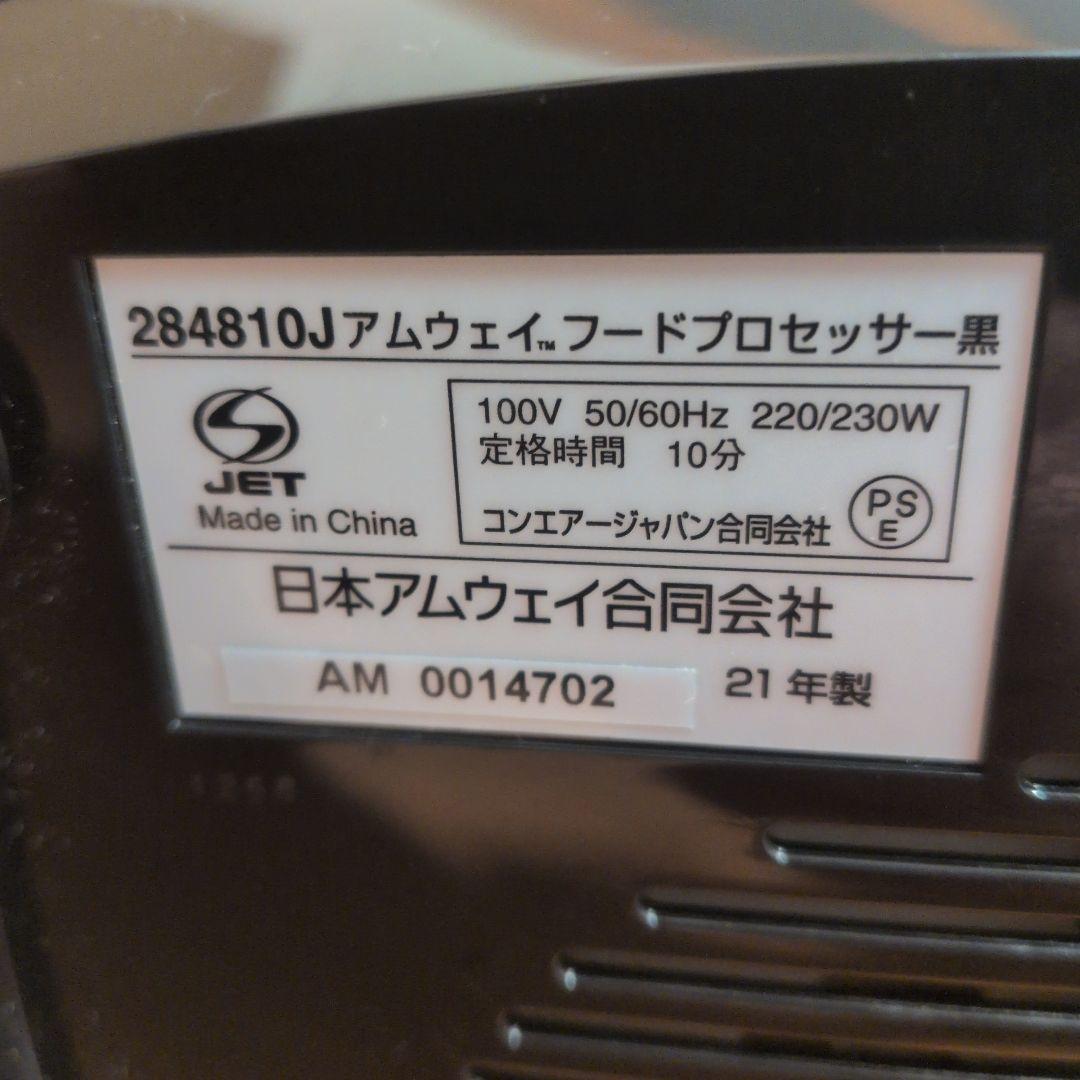 284810Jアムウェイ™フードプロセッサー黒
JET
Made in China
100V 50/60Hz 220/230W
定格時間 10分
コンエアージャパン合同会社
PS
E
日本アムウェイ合同会社
AM 0014702 21年製